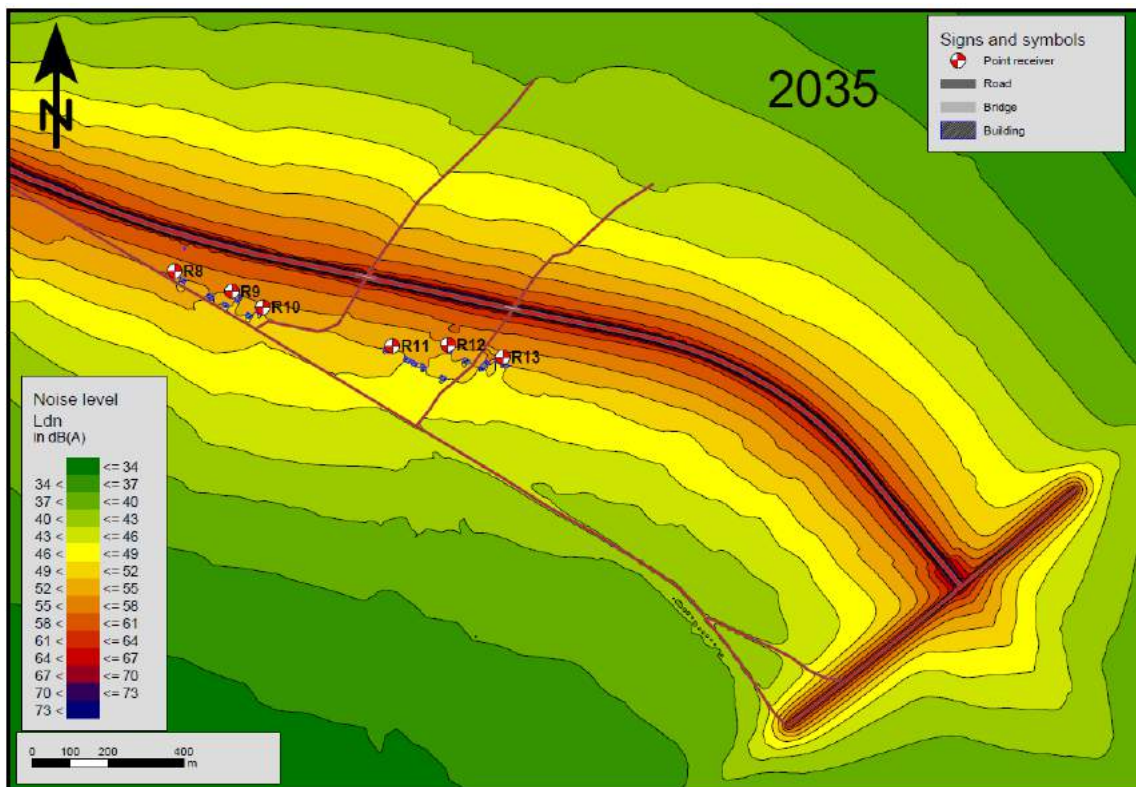 2035
N
Signs and symbols
Point receiver
Road
Bridge
Building
R8
R9
R10
R11
R12
R13
Noise level
Ldn
in dB(A)
<= 34
34 < <= 37
37 < <= 40
40 < <= 43
43 < <= 46
46 < <= 49
49 < <= 52
52 < <= 55
55 < <= 58
58 < <= 61
61 < <= 64
64 < <= 67
67 < <= 70
70 < <= 73
73 <
0 100 200 400
m